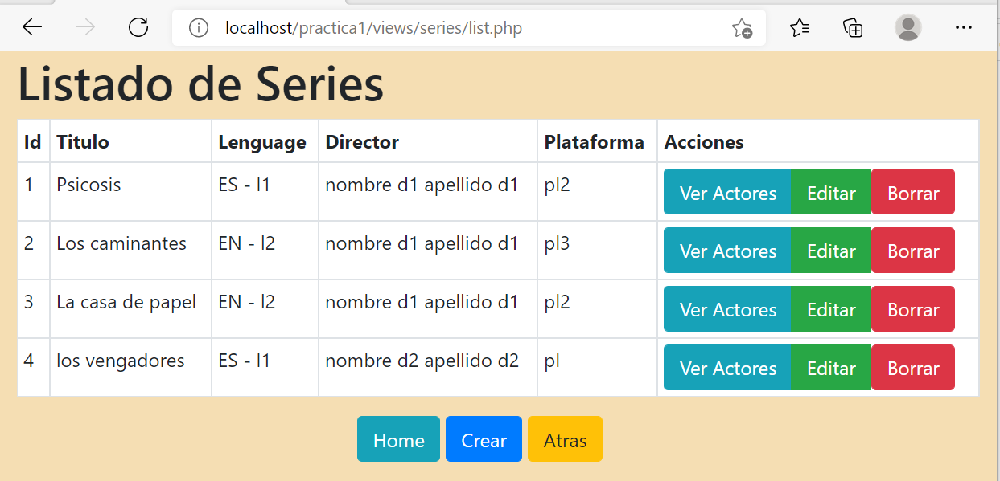 localhost/practica1/views/series/list.php
Listado de Series
Id Titulo Lenguage Director Plataforma Acciones
1 Psicosis ES - l1 nombre d1 apellido d1 pl2 Ver Actores Editar Borrar
2 Los caminantes EN - l2 nombre d1 apellido d1 pl3 Ver Actores Editar Borrar
3 La casa de papel EN - l2 nombre d1 apellido d1 pl2 Ver Actores Editar Borrar
4 los vengadores ES - l1 nombre d2 apellido d2 pl Ver Actores Editar Borrar
Home Crear Atras